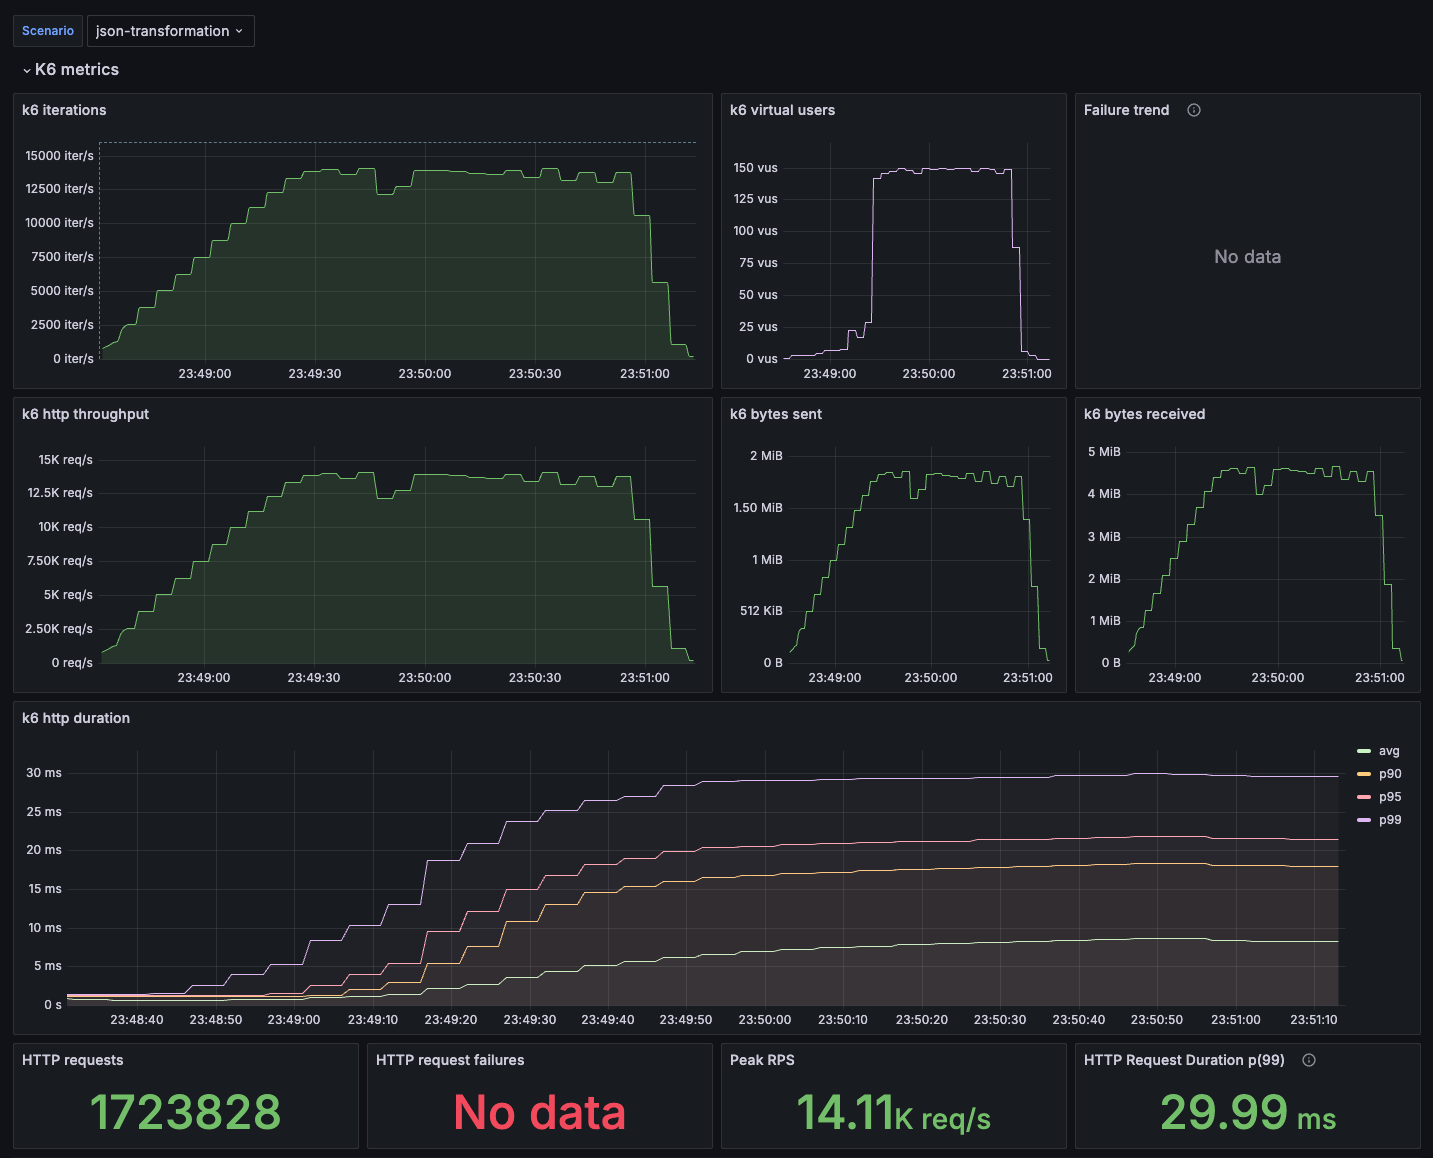 Scenario json-transformation
K6 metrics
k6 iterations
15000 iter/s
12500 iter/s
10000 iter/s
7500 iter/s
5000 iter/s
2500 iter/s
0 iter/s
23:49:00 23:49:30 23:50:00 23:50:30 23:51:00
k6 virtual users
150 vus
125 vus
100 vus
75 vus
50 vus
25 vus
0 vus
23:49:00 23:50:00 23:51:00
Failure trend
No data
k6 http throughput
15K req/s
12.5K req/s
10K req/s
7.50K req/s
5K req/s
2.50K req/s
0 req/s
23:49:00 23:49:30 23:50:00 23:50:30 23:51:00
k6 bytes sent
2 MiB
1.50 MiB
1 MiB
512 KiB
0 B
23:49:00 23:50:00 23:51:00
k6 bytes received
5 MiB
4 MiB
3 MiB
2 MiB
1 MiB
0 B
23:49:00 23:50:00 23:51:00
k6 http duration
30 ms
25 ms
20 ms
15 ms
10 ms
5 ms
0 s
23:48:40 23:48:50 23:49:00 23:49:10 23:49:20 23:49:30 23:49:40 23:49:50 23:50:00 23:50:10 23:50:20 23:50:30 23:50:40 23:50:50 23:51:00 23:51:10
avg
p90
p95
p99
HTTP requests
1723828
HTTP request failures
No data
Peak RPS
14.11K req/s
HTTP Request Duration p(99)
29.99 ms